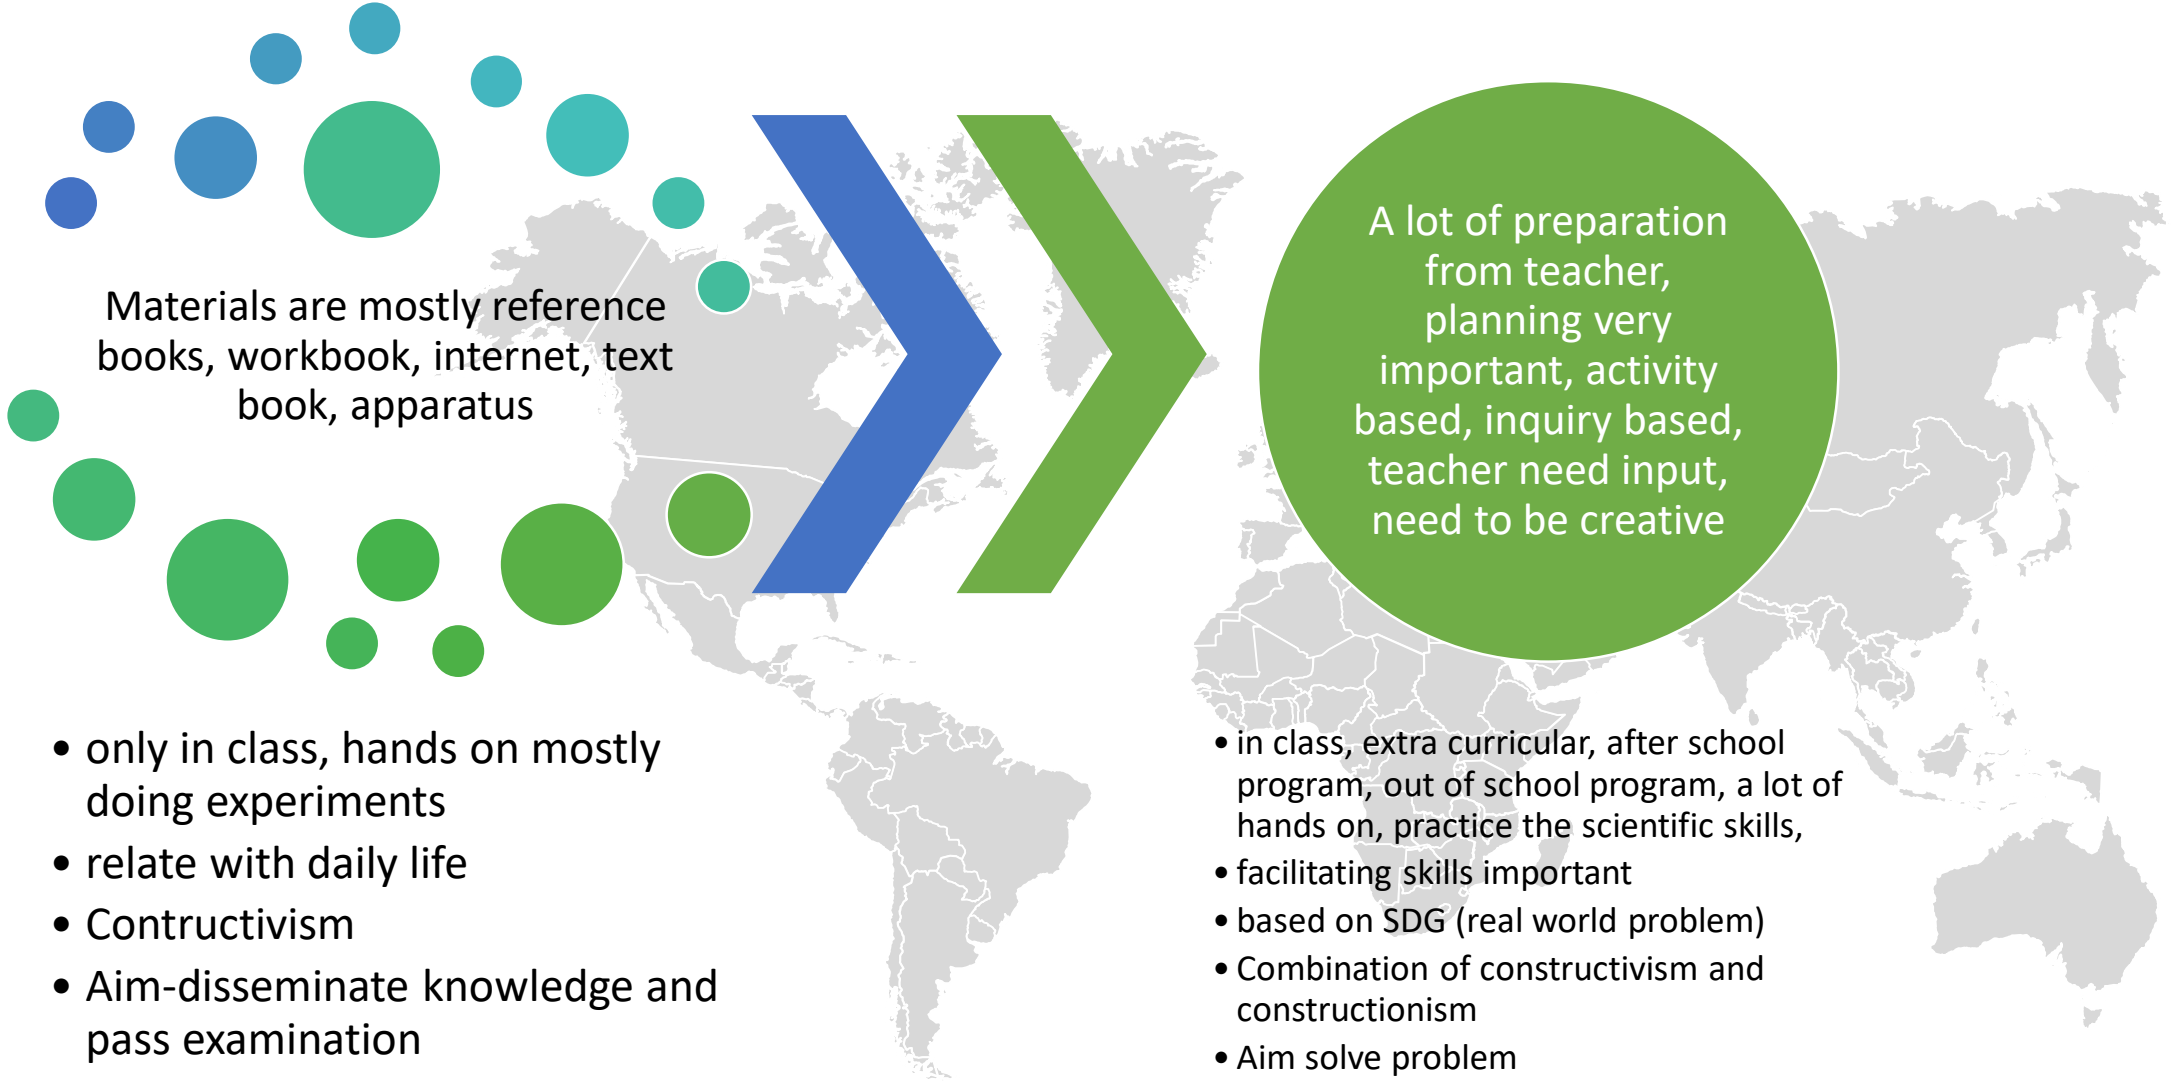 Materials are mostly reference
books, workbook, internet, text
book, apparatus
• only in class, hands on mostly
doing experiments
• relate with daily life
• Contructivism
• Aim-disseminate knowledge and
pass examination
A lot of preparation
from teacher,
planning very
important, activity
based, inquiry based,
teacher need input,
need to be creative
• in class, extra curricular, after school
program, out of school program, a lot of
hands on, practice the scientific skills,
• facilitating skills important
• based on SDG (real world problem)
• Combination of constructivism and
constructionism
• Aim solve problem